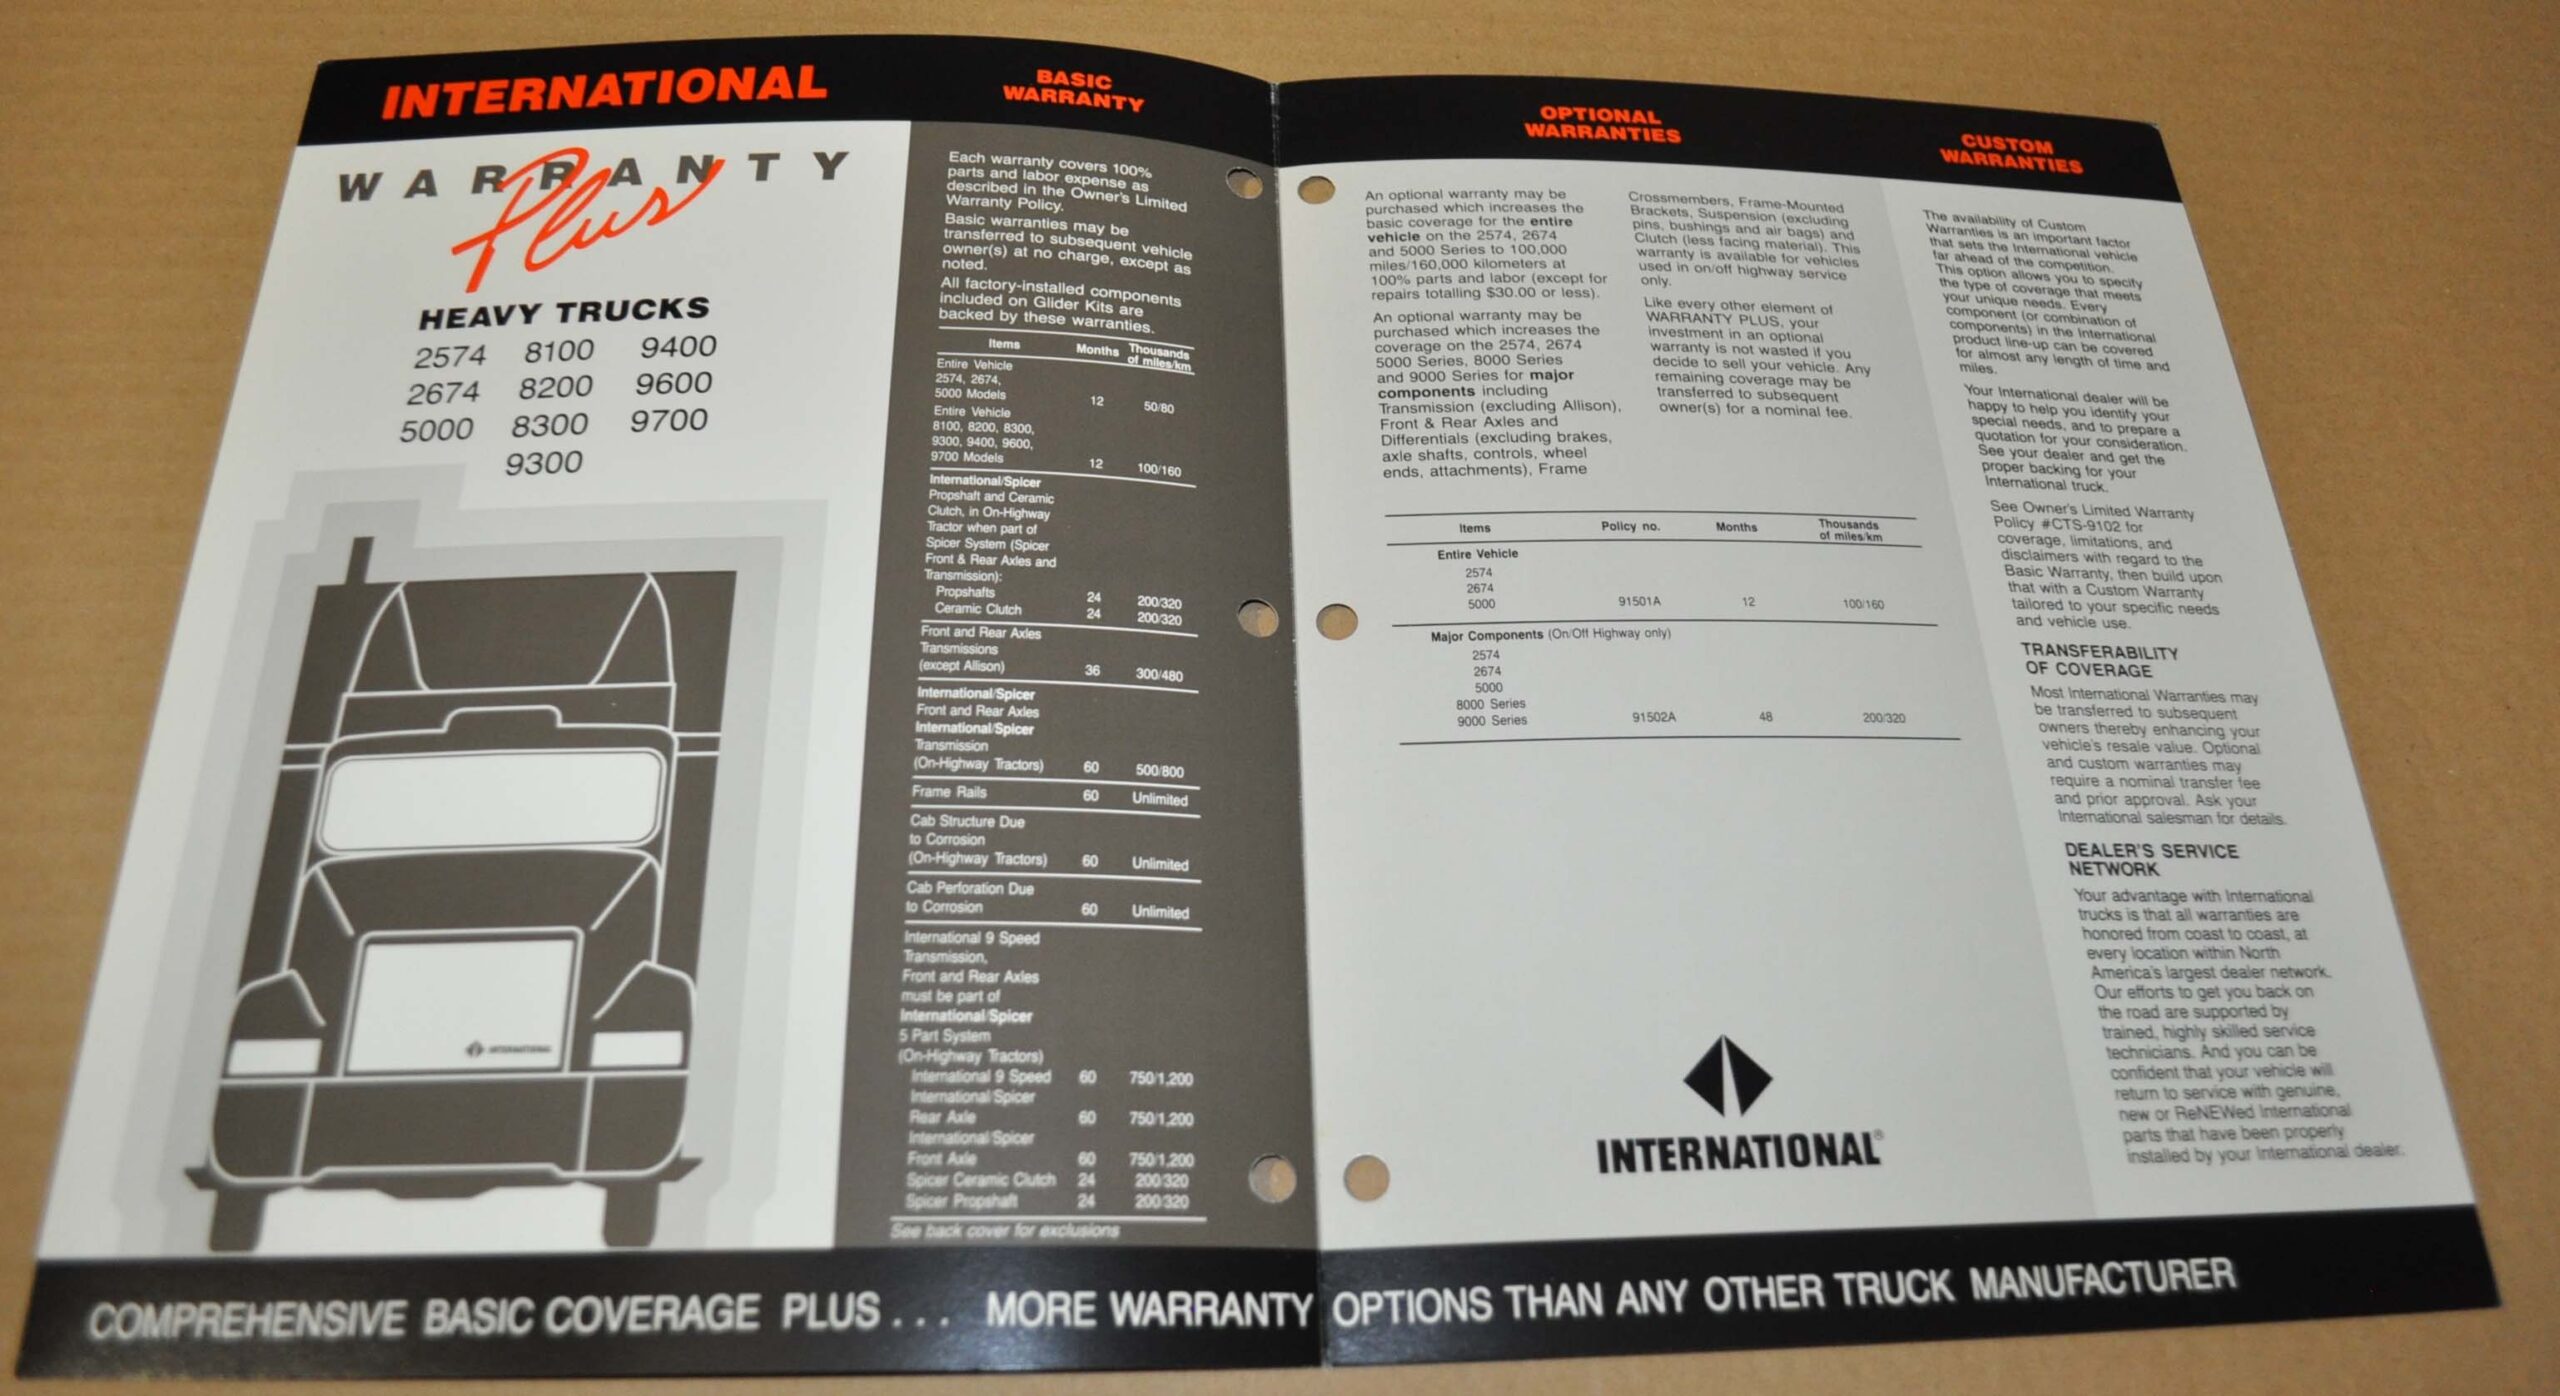 INTERNATIONAL
WARRANTY
Plus
HEAVY TRUCKS
2574 8100 9400
2674 8200 9600
5000 8300 9700
9300
INTERNATIONAL
BASIC
WARRANTY
Each warranty covers 100%
parts and labor expense as
described in the Owner's Limited
Warranty Policy.
Basic warranties may be
transferred to subsequent vehicle
owner(s) at no charge, except as
noted.
All factory-installed components
included on Glider Kits are
backed by these warranties.
Items Months Thousands
of miles/km
Entire Vehicle
2574, 2674,
5000 Models 12 50/80
Entire Vehicle
8100, 8200, 8300,
9300, 9400, 9600,
9700 Models 12 100/160
International/Spicer
Propshaft and Ceramic
Clutch, in On-Highway
Tractor when part of
Spicer System (Spicer
Front & Rear Axles and
Transmission):
Propshafts 24 200/320
Ceramic Clutch 24 200/320
Front and Rear Axles
Transmissions
(except Allison) 36 300/480
International/Spicer
Front and Rear Axles
International/Spicer
Transmission
(On-Highway Tractors) 60 500/800
Frame Rails 60 Unlimited
Cab Structure Due
to Corrosion
(On-Highway Tractors) 60 Unlimited
Cab Perforation Due
to Corrosion 60 Unlimited
International 9 Speed
Transmission,
Front and Rear Axles
must be part of
International/Spicer
5 Part System
(On-Highway Tractors)
International 9 Speed 60 750/1,200
International/Spicer
Rear Axle 60 750/1,200
International/Spicer
Front Axle 60 750/1,200
Spicer Ceramic Clutch 24 200/320
Spicer Propshaft 24 200/320
See back cover for exclusions
OPTIONAL
WARRANTIES
An optional warranty may be
purchased which increases the
basic coverage for the entire
vehicle on the 2574, 2674
and 5000 Series to 100,000
miles/160,000 kilometers at
100% parts and labor (except for
repairs totalling $30.00 or less).
An optional warranty may be
purchased which increases the
coverage on the 2574, 2674
5000 Series, 8000 Series
and 9000 Series for major
components including
Transmission (excluding Allison),
Front & Rear Axles and
Differentials (excluding brakes,
axle shafts, controls, wheel
ends, attachments), Frame
Crossmembers, Frame-Mounted
Brackets, Suspension (excluding
pins, bushings and air bags) and
Clutch (less facing material). This
warranty is available for vehicles
used in on/off highway service
only.
Like every other element of
WARRANTY PLUS, your
investment in an optional
warranty is not wasted if you
decide to sell your vehicle. Any
remaining coverage may be
transferred to subsequent
owner(s) for a nominal fee.
Items Policy no. Months Thousands
of miles/km
Entire Vehicle
2574
2674
5000 91501A 12 100/160
Major Components (On/Off Highway only)
2574
2674
5000
8000 Series
9000 Series 91502A 48 200/320
INTERNATIONAL®
CUSTOM
WARRANTIES
The availability of Custom
Warranties is an important factor
that sets the International vehicle
far ahead of the competition.
This option allows you to specify
the type of coverage that meets
your unique needs. Every
component (or combination of
components) in the International
product line-up can be covered
for almost any length of time and
miles.
Your International dealer will be
happy to help you identify your
special needs, and to prepare a
quotation for your consideration.
See your dealer and get the
proper backing for your
International truck.
See Owner's Limited Warranty
Policy #CTS-9102 for
coverage, limitations, and
disclaimers with regard to the
Basic Warranty, then build upon
that with a Custom Warranty
tailored to your specific needs
and vehicle use.
TRANSFERABILITY
OF COVERAGE
Most International Warranties may
be transferred to subsequent
owners thereby enhancing your
vehicle's resale value. Optional
and custom warranties may
require a nominal transfer fee
and prior approval. Ask your
International salesman for details.
DEALER'S SERVICE
NETWORK
Your advantage with International
trucks is that all warranties are
honored from coast to coast, at
every location within North
America's largest dealer network.
Our efforts to get you back on
the road are supported by
trained, highly skilled service
technicians. And you can be
confident that your vehicle will
return to service with genuine,
new or ReNEWed International
parts that have been properly
installed by your International dealer.
COMPREHENSIVE BASIC COVERAGE PLUS . . . MORE WARRANTY OPTIONS THAN ANY OTHER TRUCK MANUFACTURER